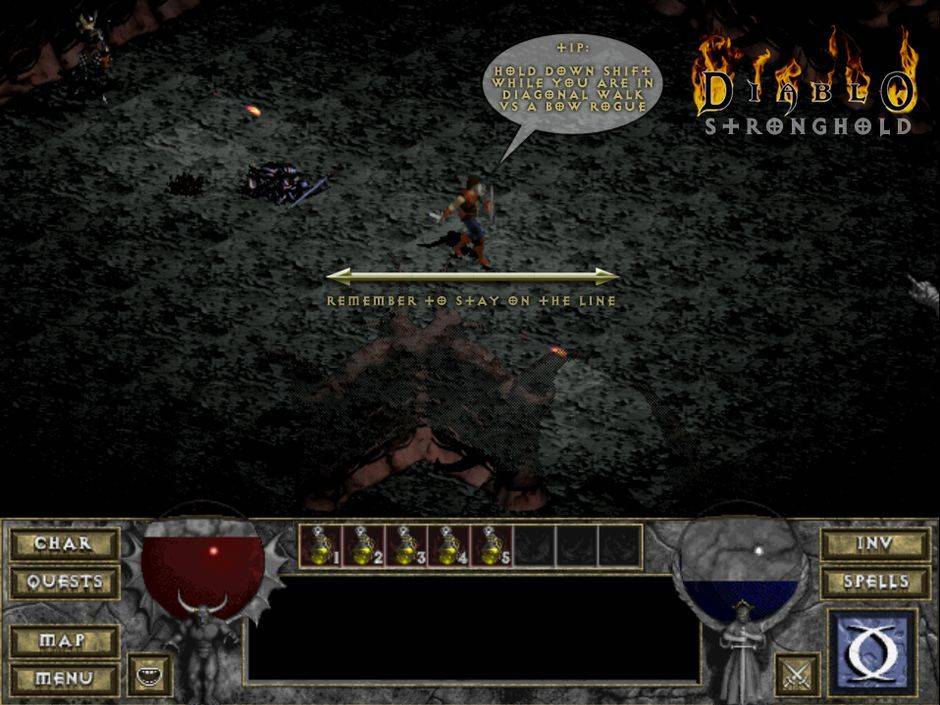 TIP:
HOLD DOWN SHIFT
WHILE YOU ARE IN
DIAGONAL WALK
VS A BOW ROGUE
DIABLO
STRONGHOLD
REMEMBER TO STAY ON THE LINE
CHAR
QUESTS
MAP
MENU
1 2 3 4 5
INV
SPELLS